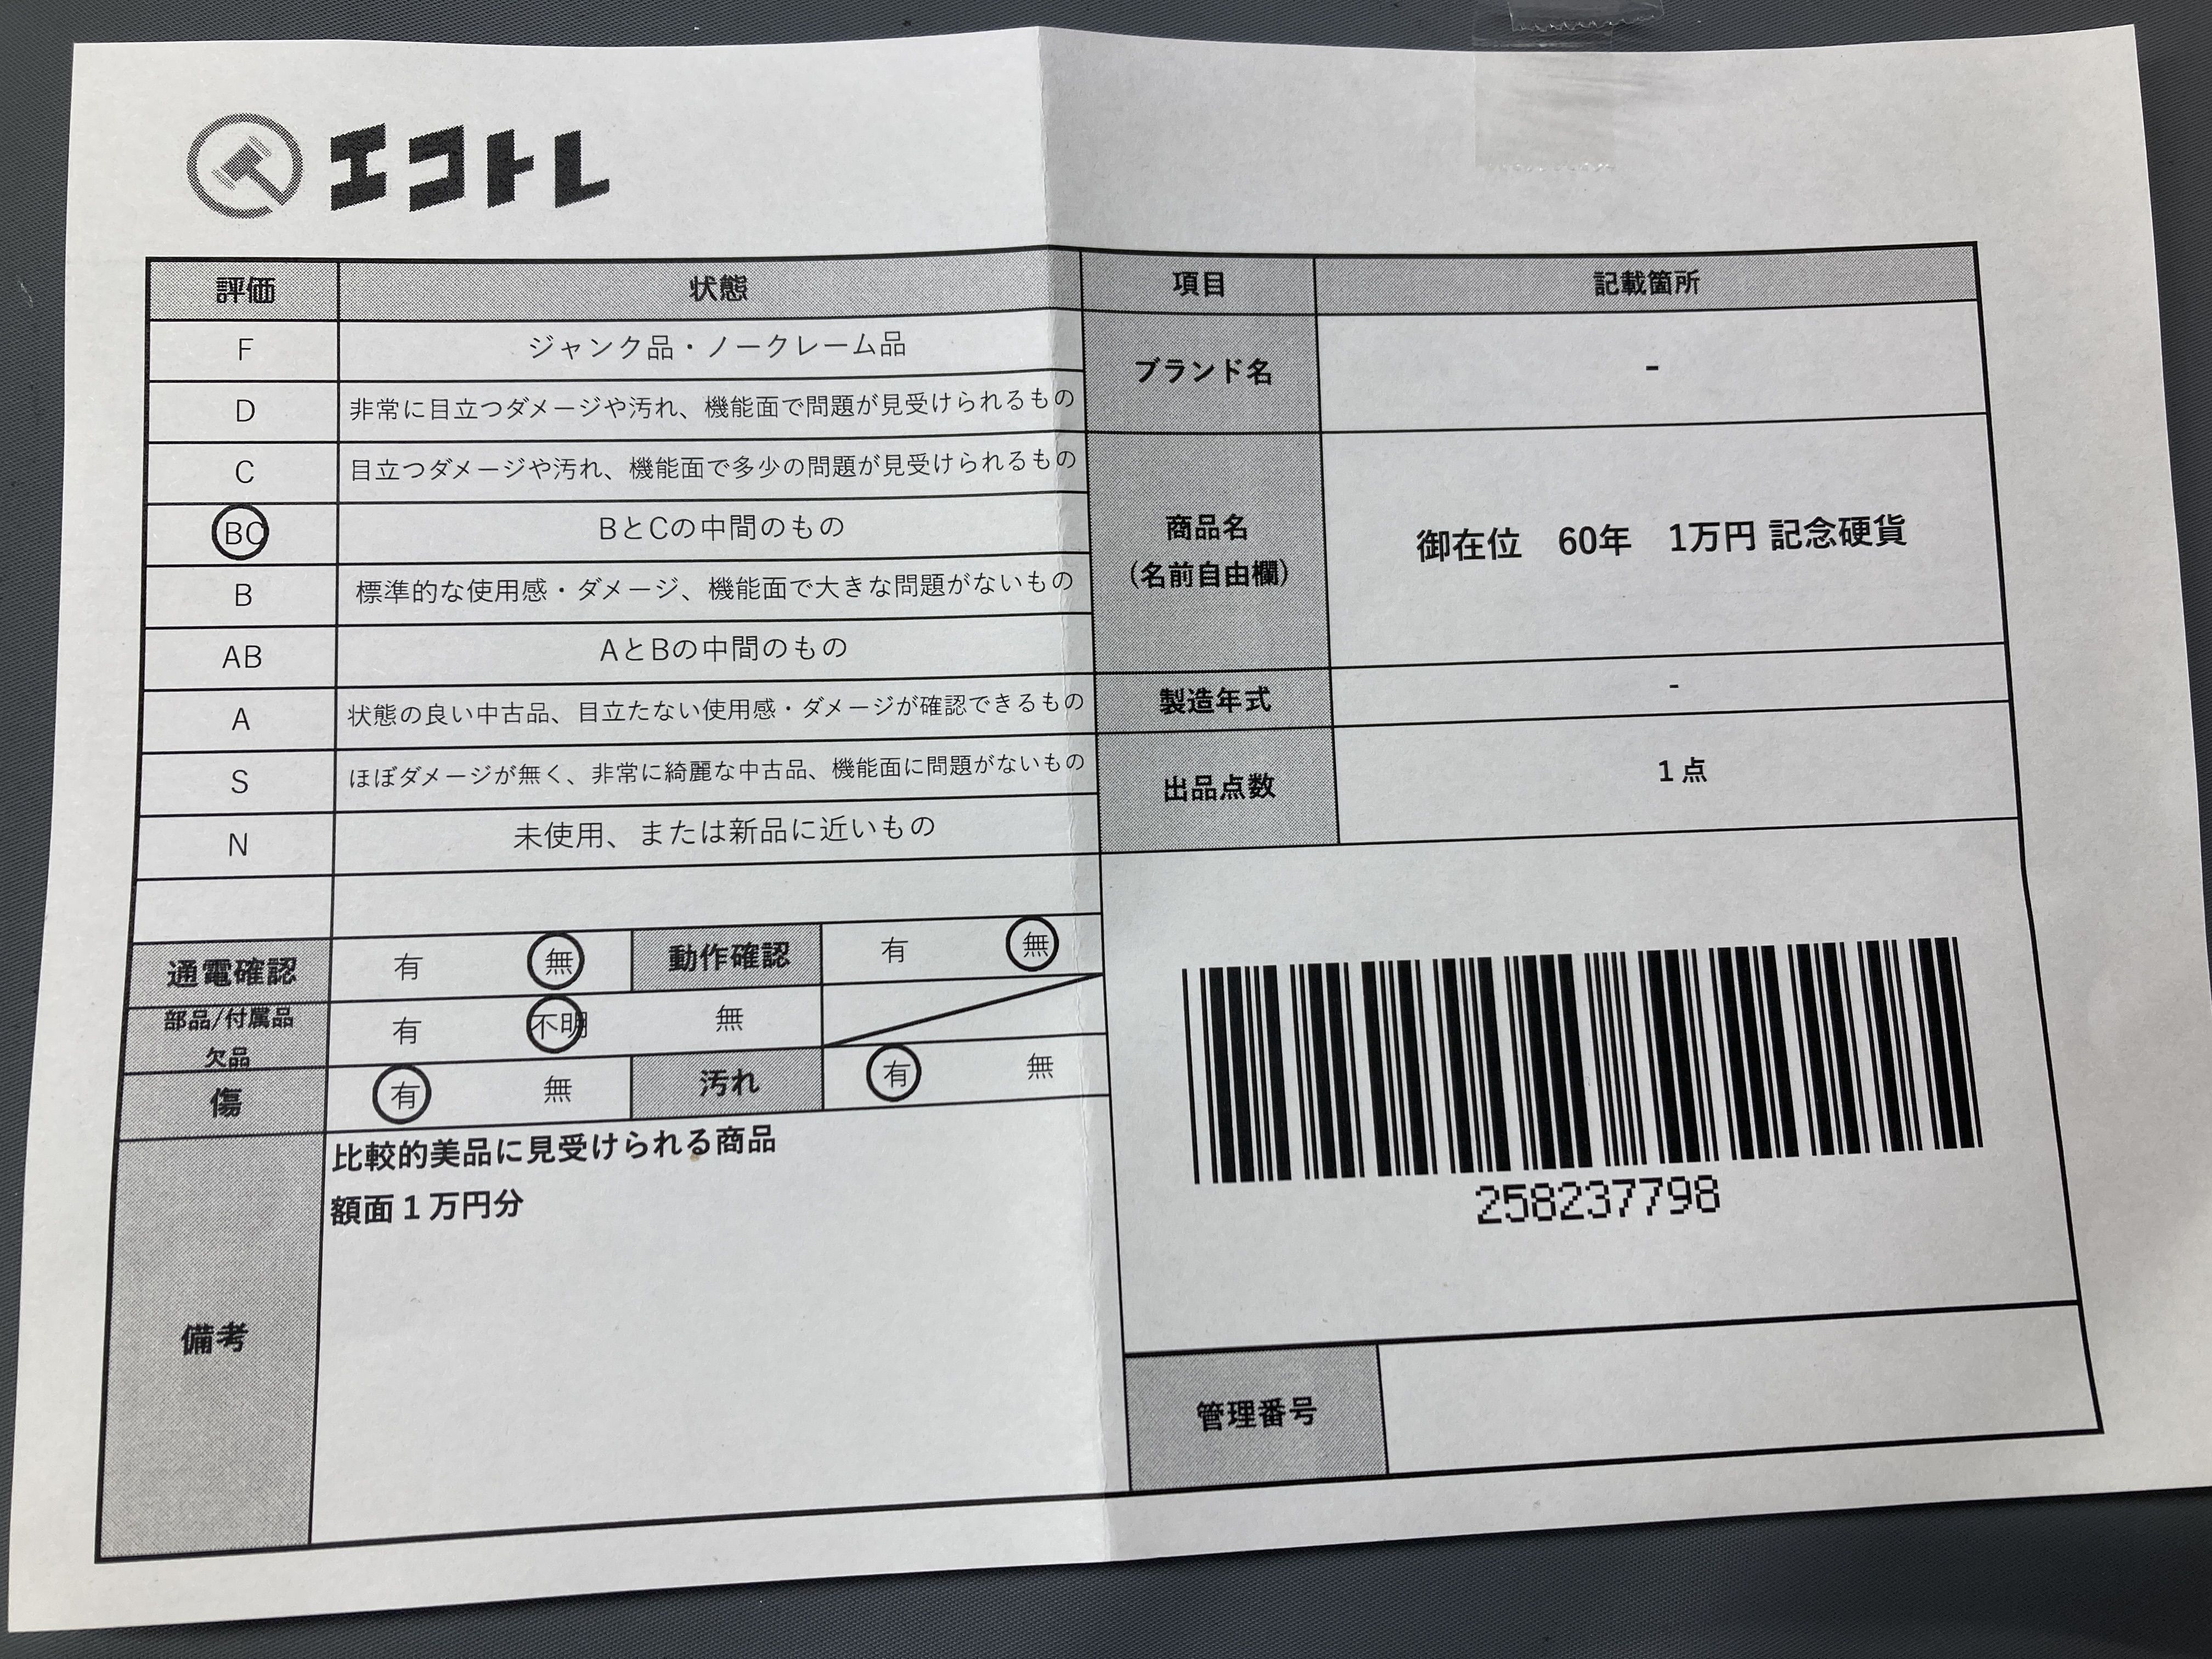 エコトレ
評価 状態
F ジャンク品・ノークレーム品
D 非常に目立つダメージや汚れ、機能面で問題が見受けられるもの
C 目立つダメージや汚れ、機能面で多少の問題が見受けられるもの
BC BとCの中間のもの
B 標準的な使用感・ダメージ、機能面で大きな問題がないもの
AB AとBの中間のもの
A 状態の良い中古品、目立たない使用感・ダメージが確認できるもの
S ほぼダメージが無く、非常に綺麗な中古品、機能面に問題がないもの
N 未使用、または新品に近いもの
通電確認 有 無 動作確認 有 無
部品/付属品
欠品
有 不明 無
傷 有 無 汚れ 有 無
備考
比較的美品に見受けられる商品
額面1万円分
項目 記載箇所
ブランド名 -
商品名
（名前自由欄）
御在位 60年 1万円 記念硬貨
製造年式 -
出品点数 1点
258237798
管理番号